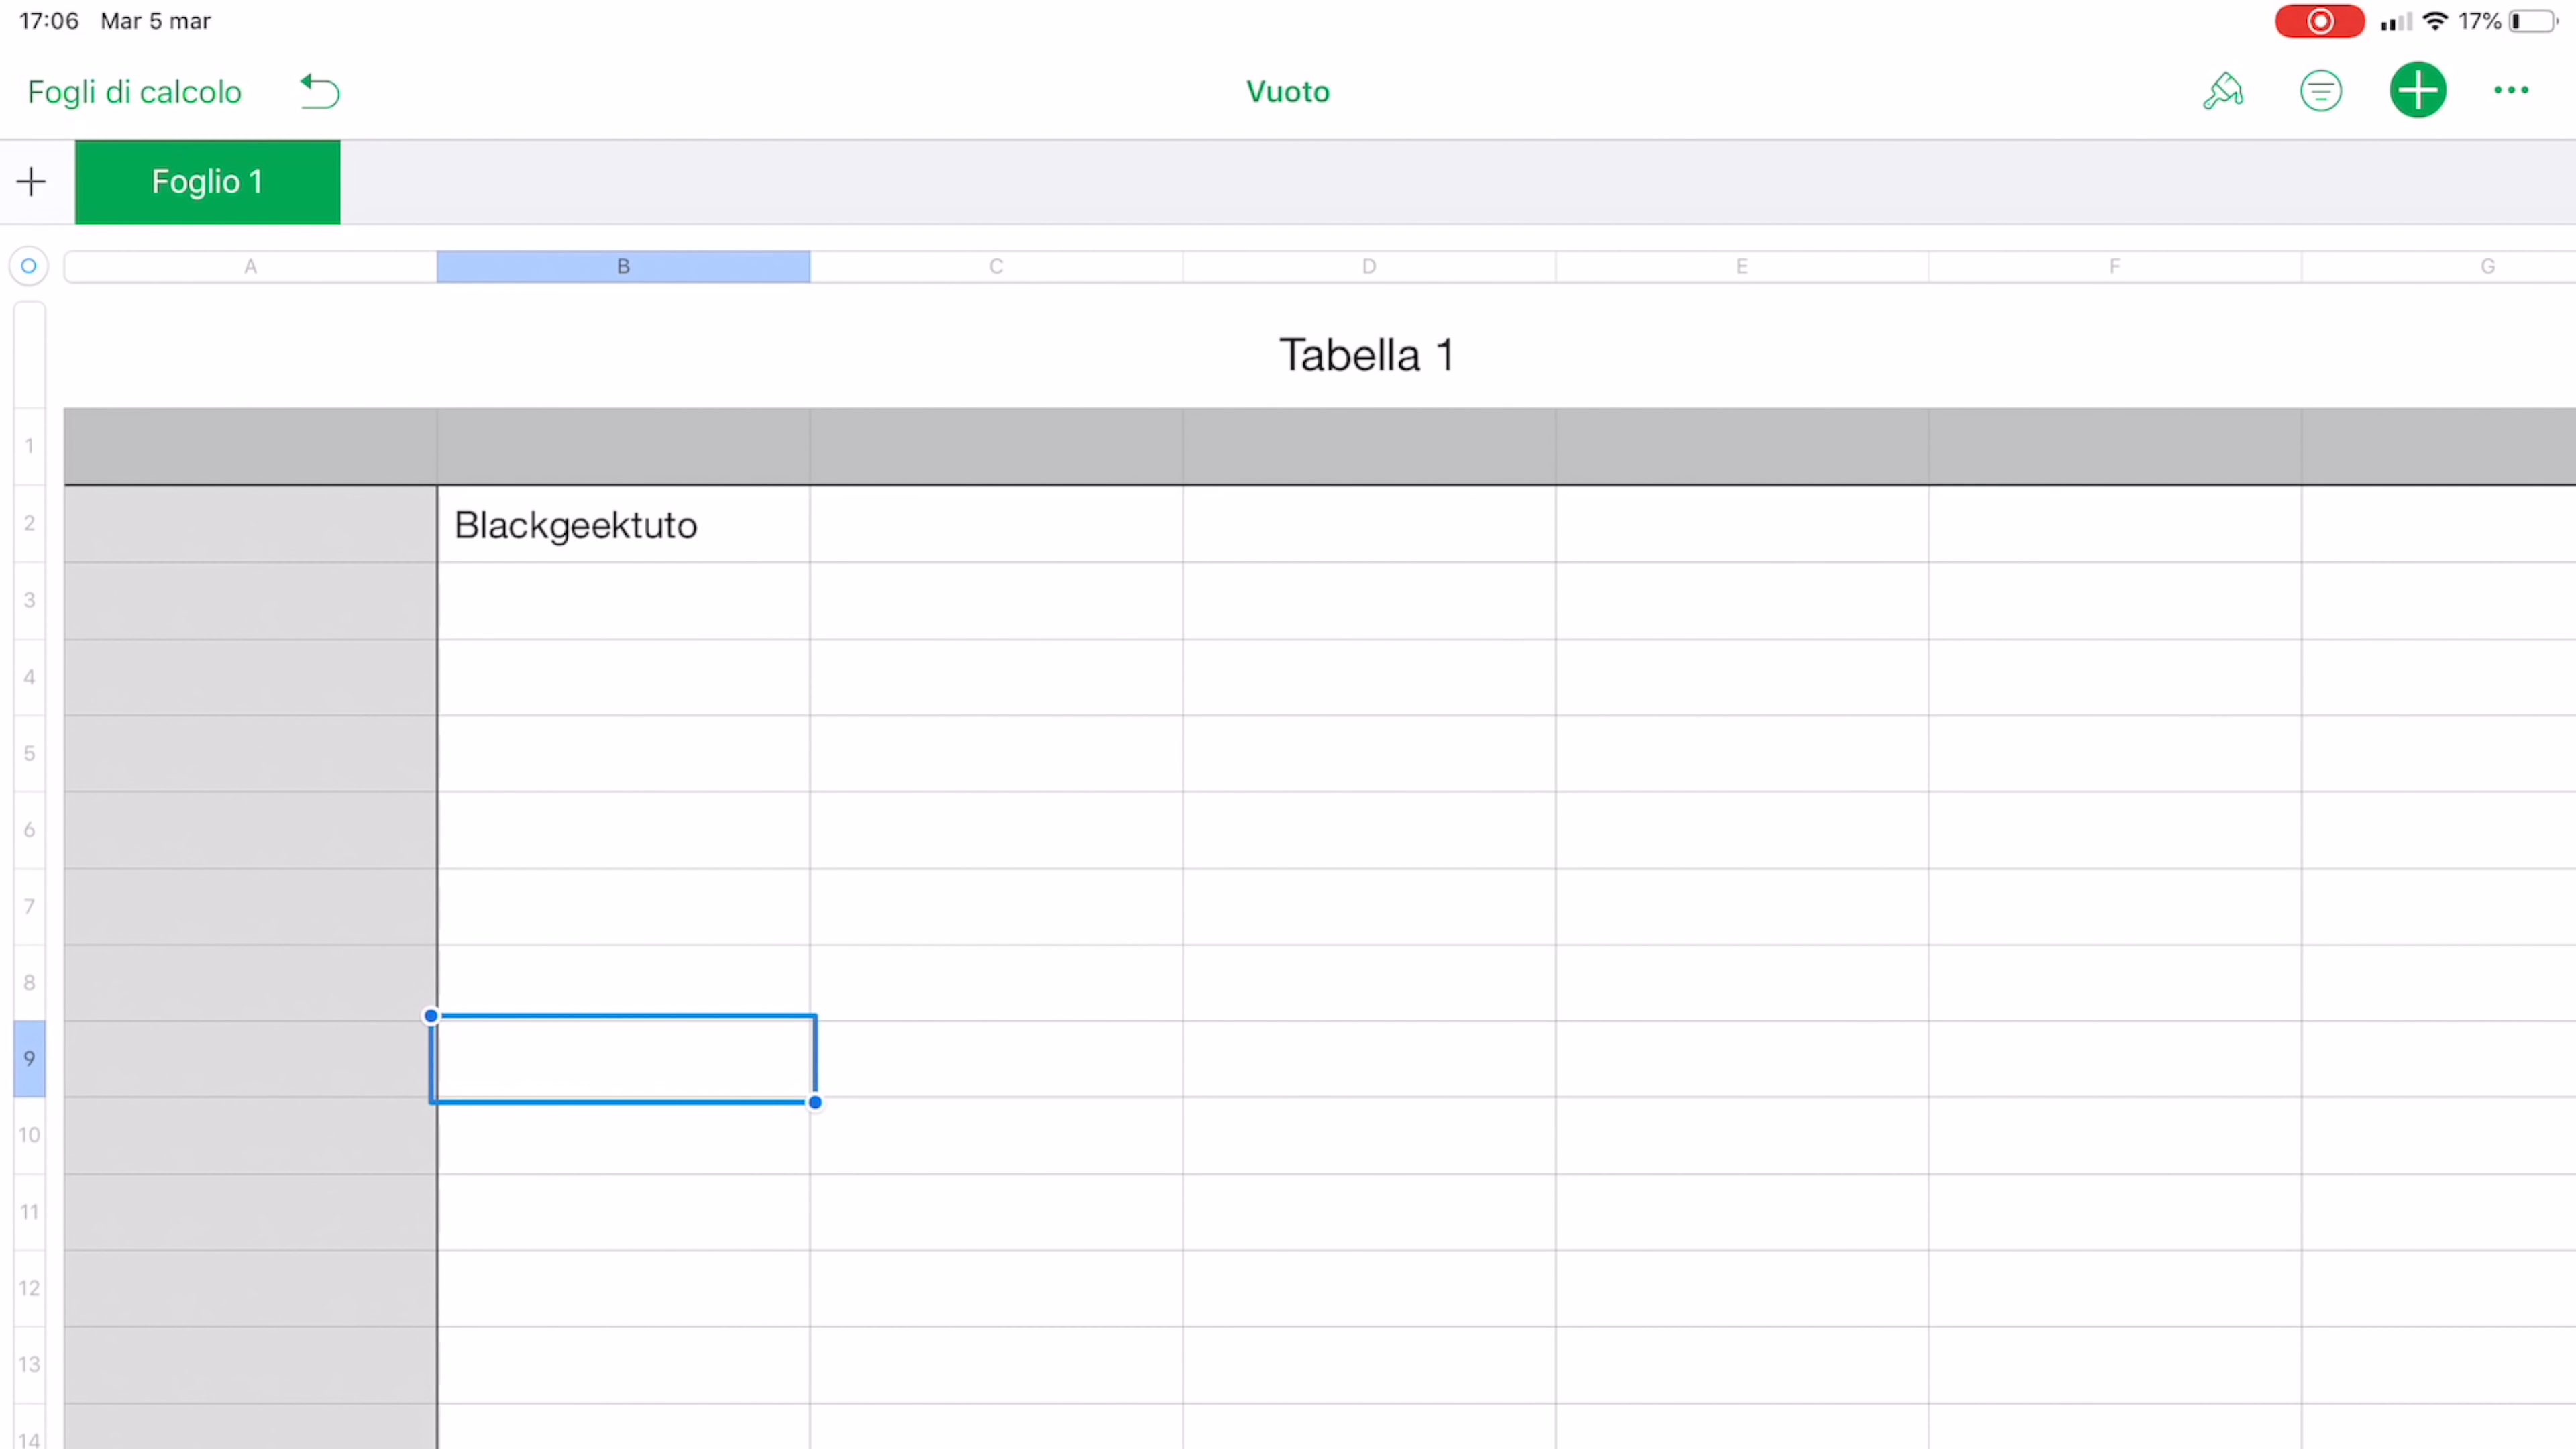 17:06 Mar 5 mar 17%
Fogli di calcolo Vuoto
Foglio 1
A B C D E F G
Tabella 1
1
2 Blackgeektuto
3
4
5
6
7
8
9
10
11
12
13
14